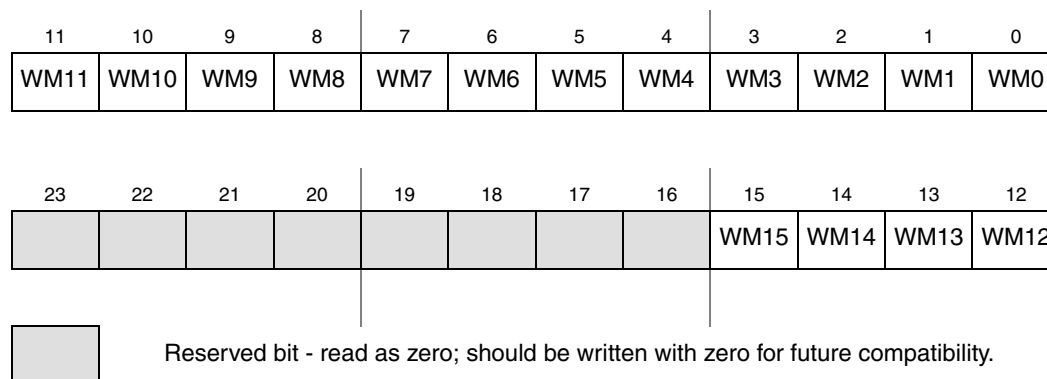 11 10 9 8 7 6 5 4 3 2 1 0
WM11 WM10 WM9 WM8 WM7 WM6 WM5 WM4 WM3 WM2 WM1 WM0
23 22 21 20 19 18 17 16 15 14 13 12
WM15 WM14 WM13 WM12
Reserved bit - read as zero; should be written with zero for future compatibility.